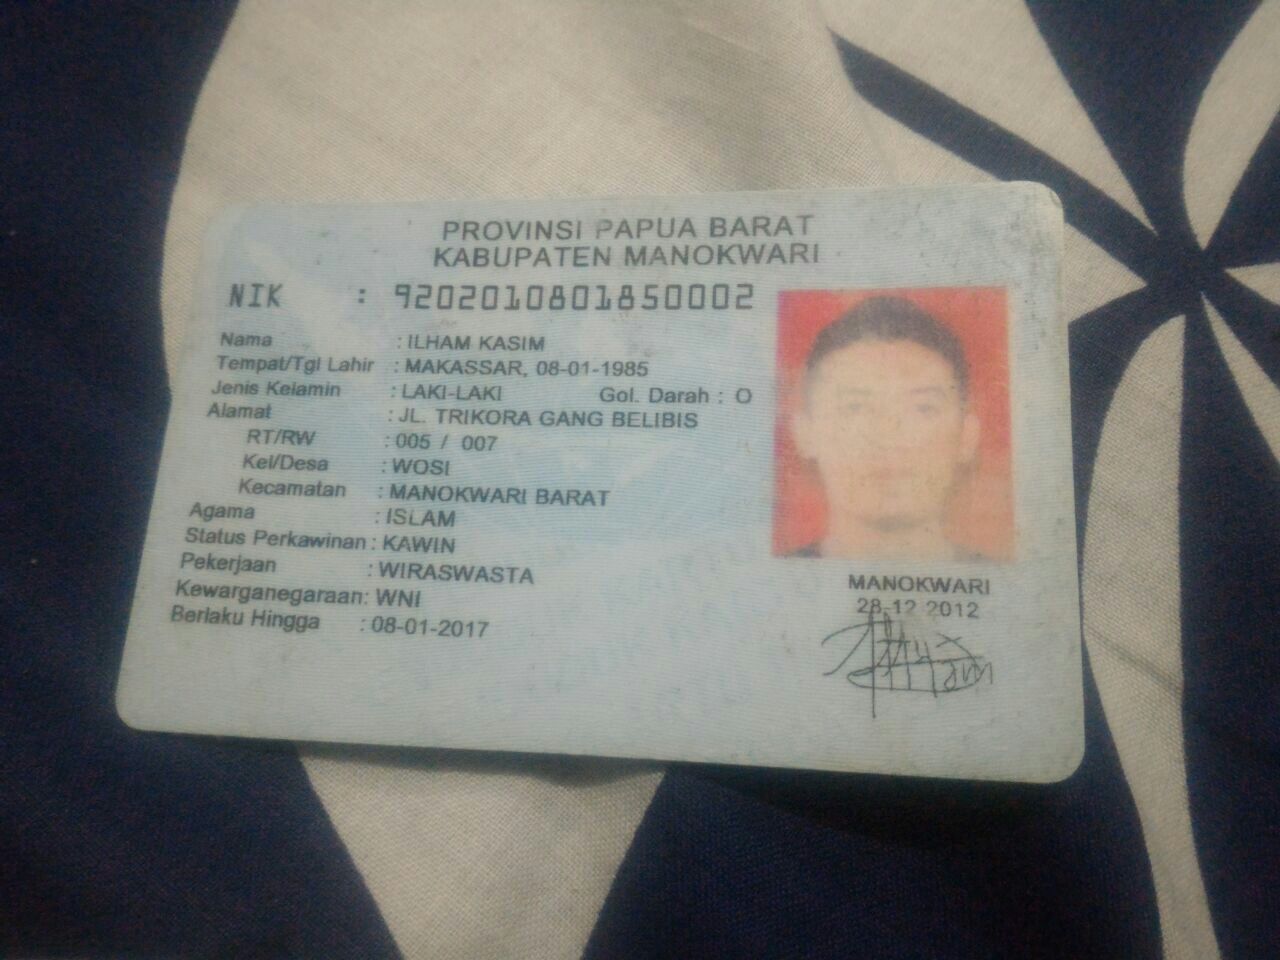 PROVINSI PAPUA BARAT
KABUPATEN MANOKWARI
NIK : 9202010801850002
Nama : ILHAM KASIM
Tempat/Tgl Lahir : MAKASSAR, 08-01-1985
Jenis Kelamin : LAKI-LAKI Gol. Darah : O
Alamat : JL. TRIKORA GANG BELIBIS
RT/RW : 005 / 007
Kel/Desa : WOSI
Kecamatan : MANOKWARI BARAT
Agama : ISLAM
Status Perkawinan : KAWIN
Pekerjaan : WIRASWASTA
Kewarganegaraan: WNI
Berlaku Hingga : 08-01-2017
MANOKWARI
28-12-2012